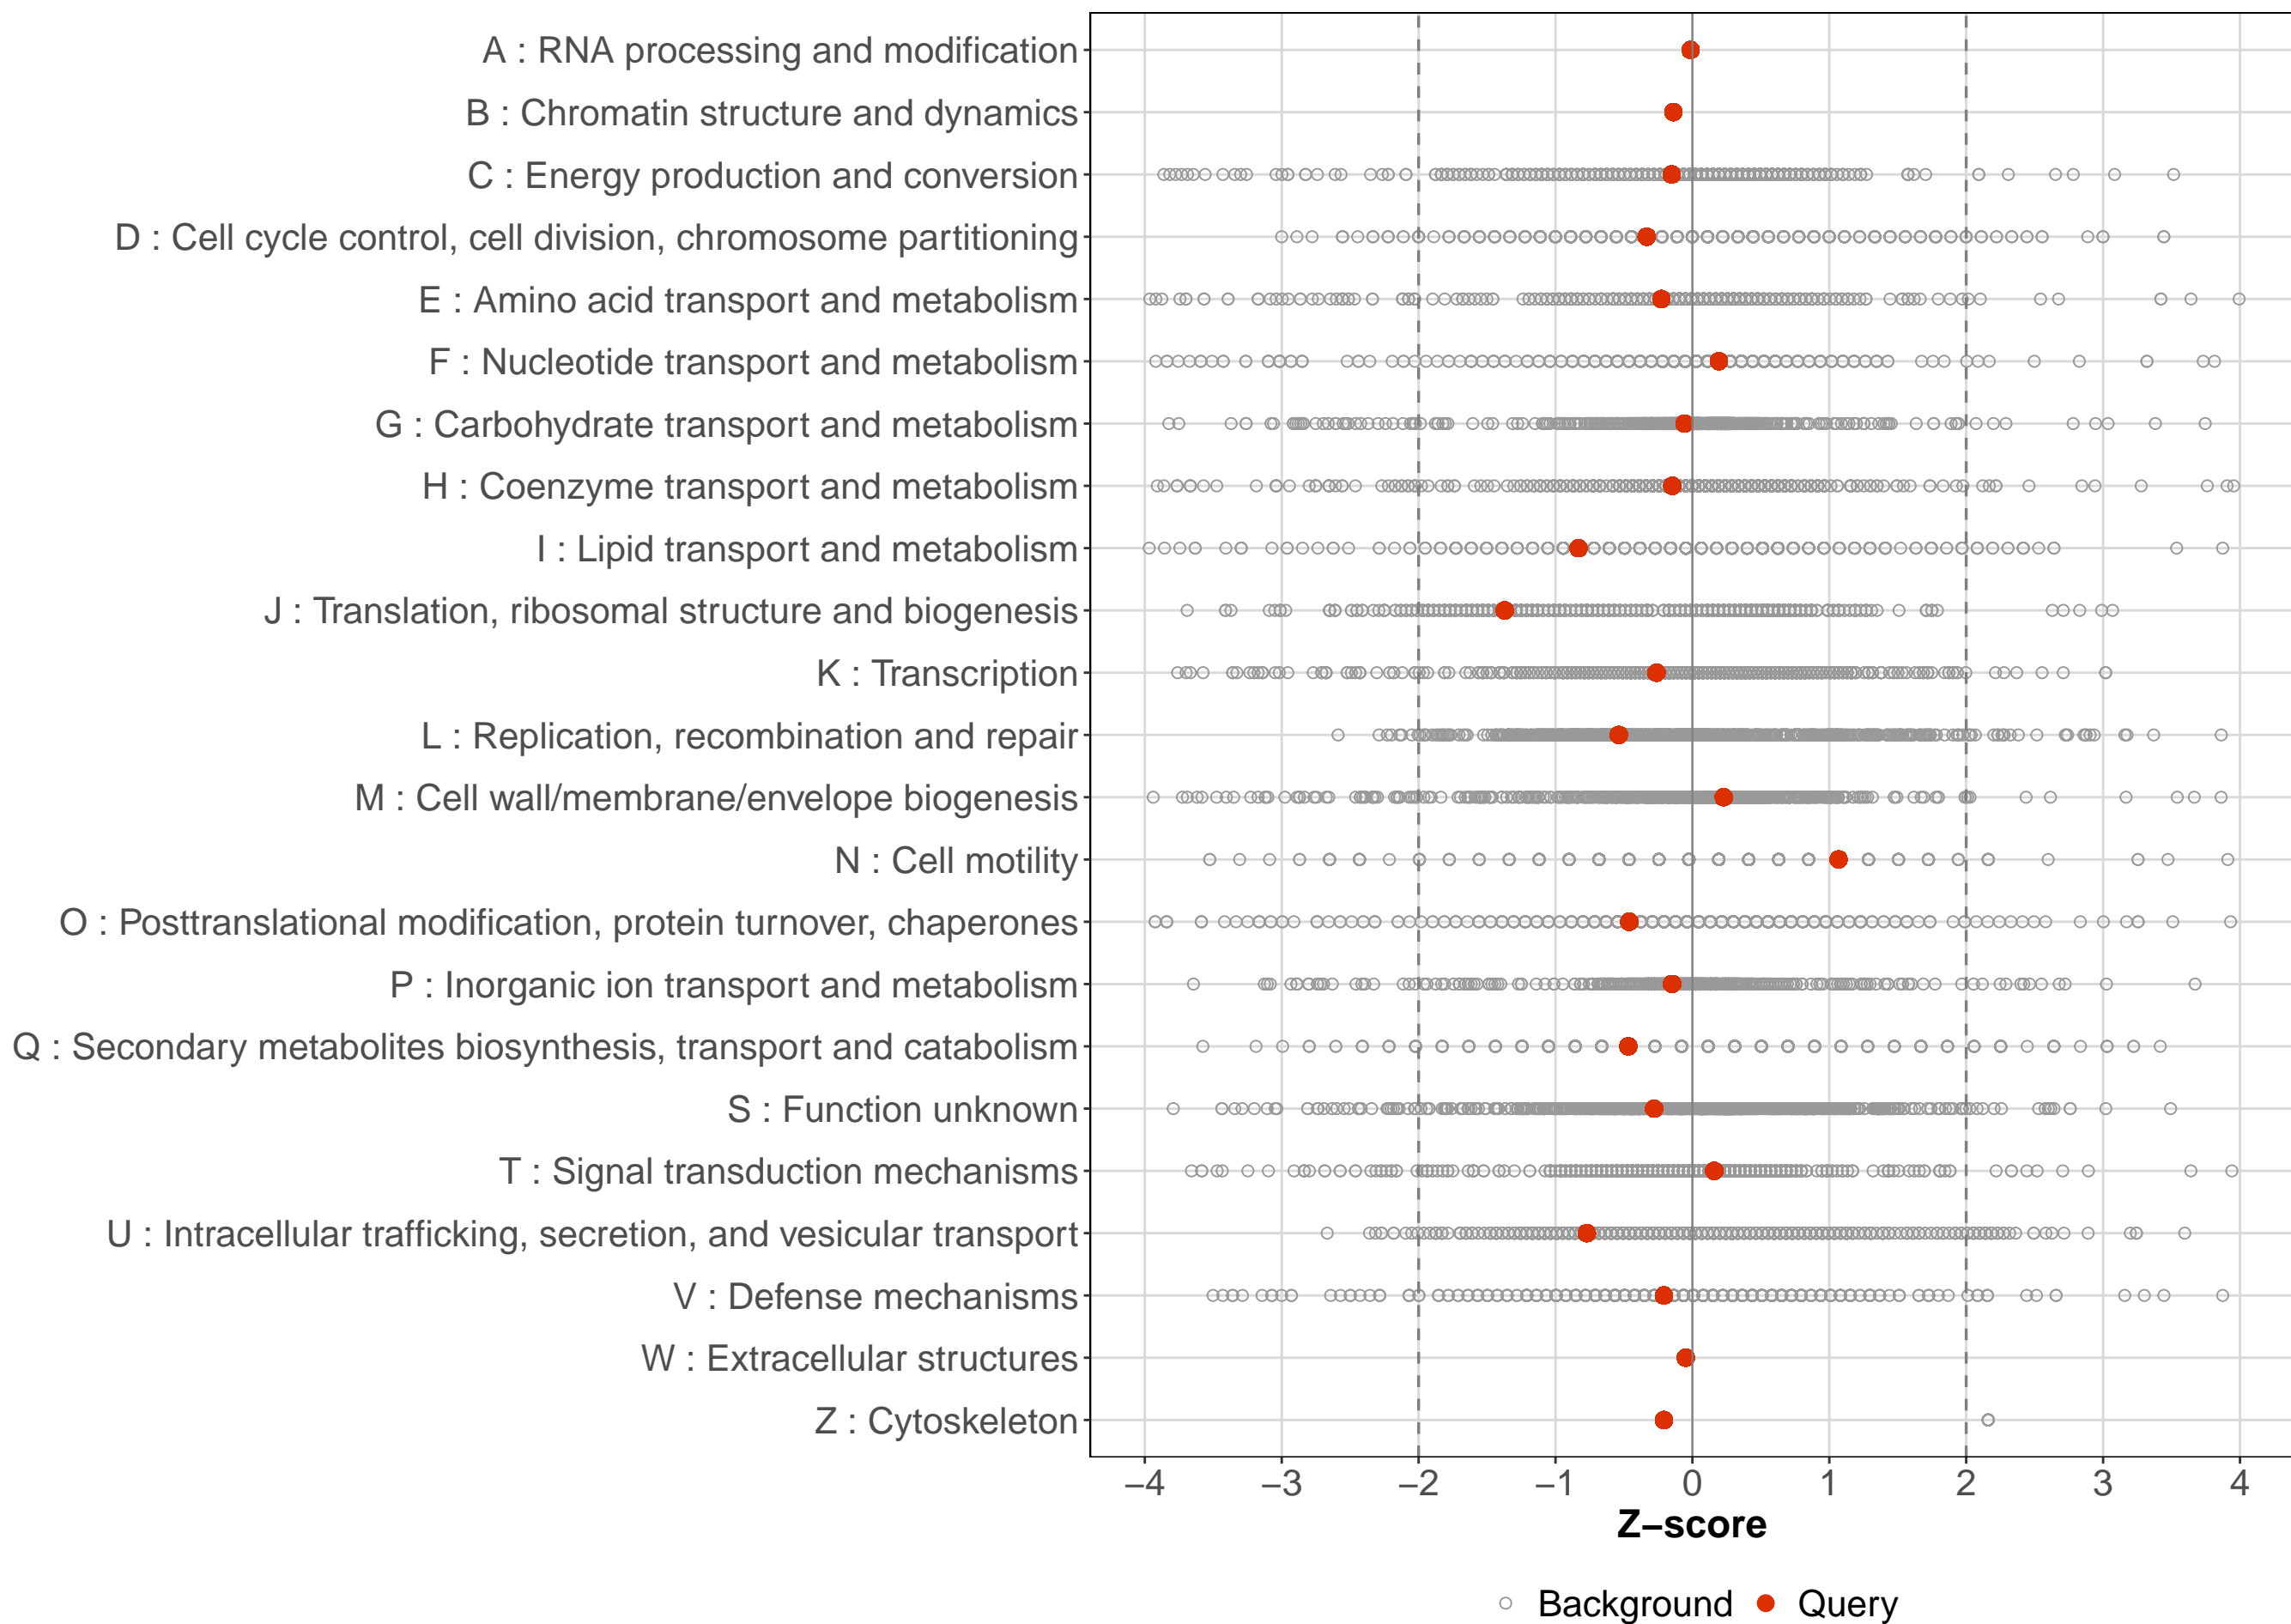 A : RNA processing and modification
B : Chromatin structure and dynamics
C : Energy production and conversion
D : Cell cycle control, cell division, chromosome partitioning
E : Amino acid transport and metabolism
F : Nucleotide transport and metabolism
G : Carbohydrate transport and metabolism
H : Coenzyme transport and metabolism
I : Lipid transport and metabolism
J : Translation, ribosomal structure and biogenesis
K : Transcription
L : Replication, recombination and repair
M : Cell wall/membrane/envelope biogenesis
N : Cell motility
O : Posttranslational modification, protein turnover, chaperones
P : Inorganic ion transport and metabolism
Q : Secondary metabolites biosynthesis, transport and catabolism
S : Function unknown
T : Signal transduction mechanisms
U : Intracellular trafficking, secretion, and vesicular transport
V : Defense mechanisms
W : Extracellular structures
Z : Cytoskeleton
−4 −3 −2 −1 0 1 2 3 4
Z−score
Background Query